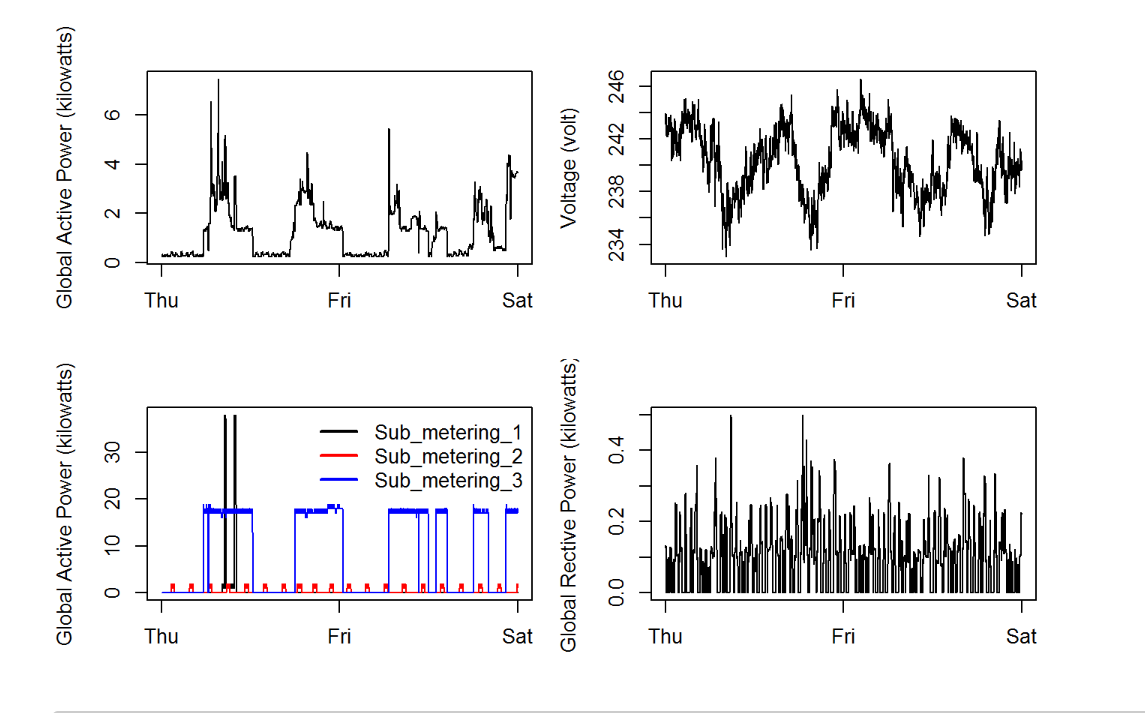 Global Active Power (kilowatts)
0 2 4 6
Thu Fri Sat
Voltage (volt)
234 238 242 246
Thu Fri Sat
Global Active Power (kilowatts)
0 10 20 30
Sub_metering_1
Sub_metering_2
Sub_metering_3
Thu Fri Sat
Global Rective Power (kilowatts)
0.0 0.2 0.4
Thu Fri Sat